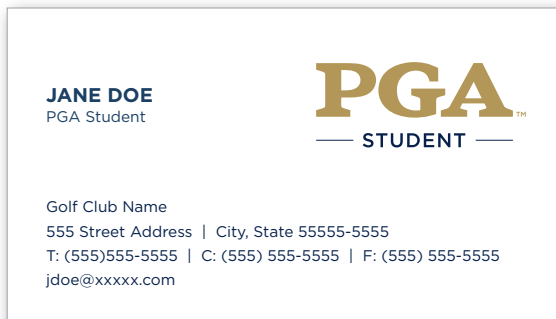 JANE DOE
PGA Student
PGA™
STUDENT
Golf Club Name
555 Street Address | City, State 55555-5555
T: (555)555-5555 | C: (555) 555-5555 | F: (555) 555-5555
jdoe@xxxxx.com